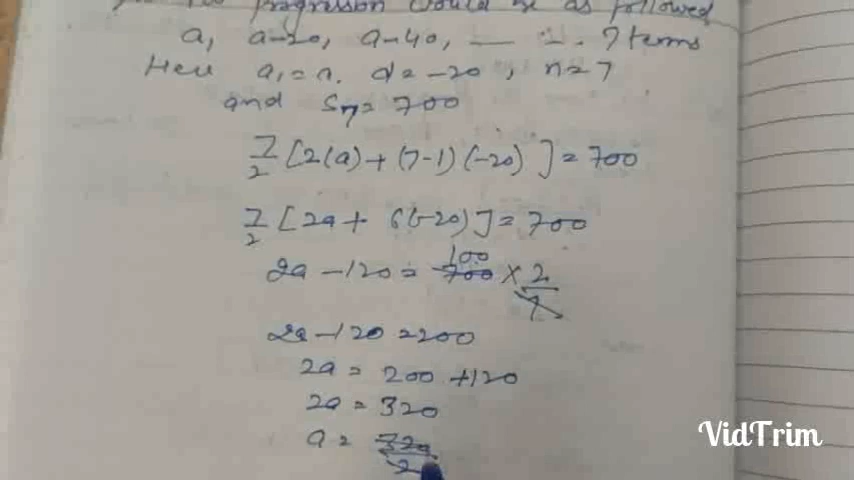 the progression would be as followed
a, a-20, a-40, — -. 7 terms
Here a₁ = a. d = -20, n = 7
and S₇ = 700
7/2 [2(a) + (7-1) (-20)] = 700
7/2 [2a + 6(-20)] = 700
100
2a - 120 = 700 × 2/7
2a - 120 = 200
2a = 200 + 120
2a = 320
a = 320/2
VidTrim